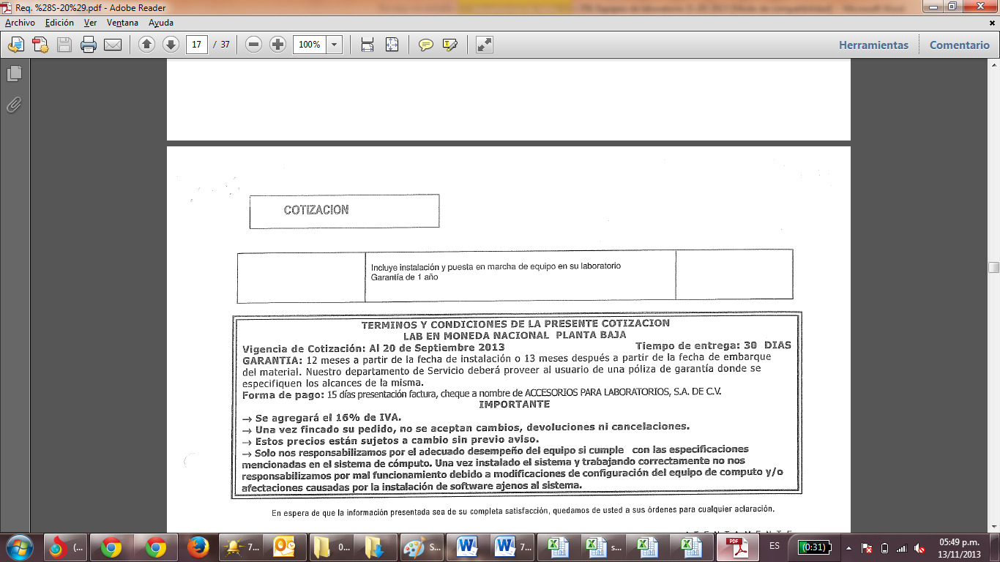 Req. %28S-20 %29.pdf - Adobe Reader
Archivo Edición Ver Ventana Ayuda
17 / 37 100% Herramientas Comentario
COTIZACION
Incluye instalación y puesta en marcha de equipo en su laboratorio
Garantía de 1 año
TERMINOS Y CONDICIONES DE LA PRESENTE COTIZACION
LAB EN MONEDA NACIONAL PLANTA BAJA
Vigencia de Cotización: Al 20 de Septiembre 2013 Tiempo de entrega: 30 DIAS
GARANTIA: 12 meses a partir de la fecha de instalación o 13 meses después a partir de la fecha de embarque
del material. Nuestro departamento de Servicio deberá proveer al usuario de una póliza de garantía donde se
especifiquen los alcances de la misma.
Forma de pago: 15 días presentación factura, cheque a nombre de ACCESORIOS PARA LABORATORIOS, S.A. DE C.V.
IMPORTANTE
→ Se agregará el 16% de IVA.
→ Una vez fincado su pedido, no se aceptan cambios, devoluciones ni cancelaciones.
→ Estos precios están sujetos a cambio sin previo aviso.
→ Solo nos responsabilizamos por el adecuado desempeño del equipo si cumple con las especificaciones
mencionadas en el sistema de cómputo. Una vez instalado el sistema y trabajando correctamente no nos
responsabilizamos por mal funcionamiento debido a modificaciones de configuración del equipo de computo y/o
afectaciones causadas por la instalación de software ajenos al sistema.
En espera de que la información presentada sea de su completa satisfacción, quedamos de usted a sus órdenes para cualquier aclaración.
A T E N T A M E N T E
(... 7... 0... S... 7... s... ES (0:31) 05:49 p.m.
13/11/2013